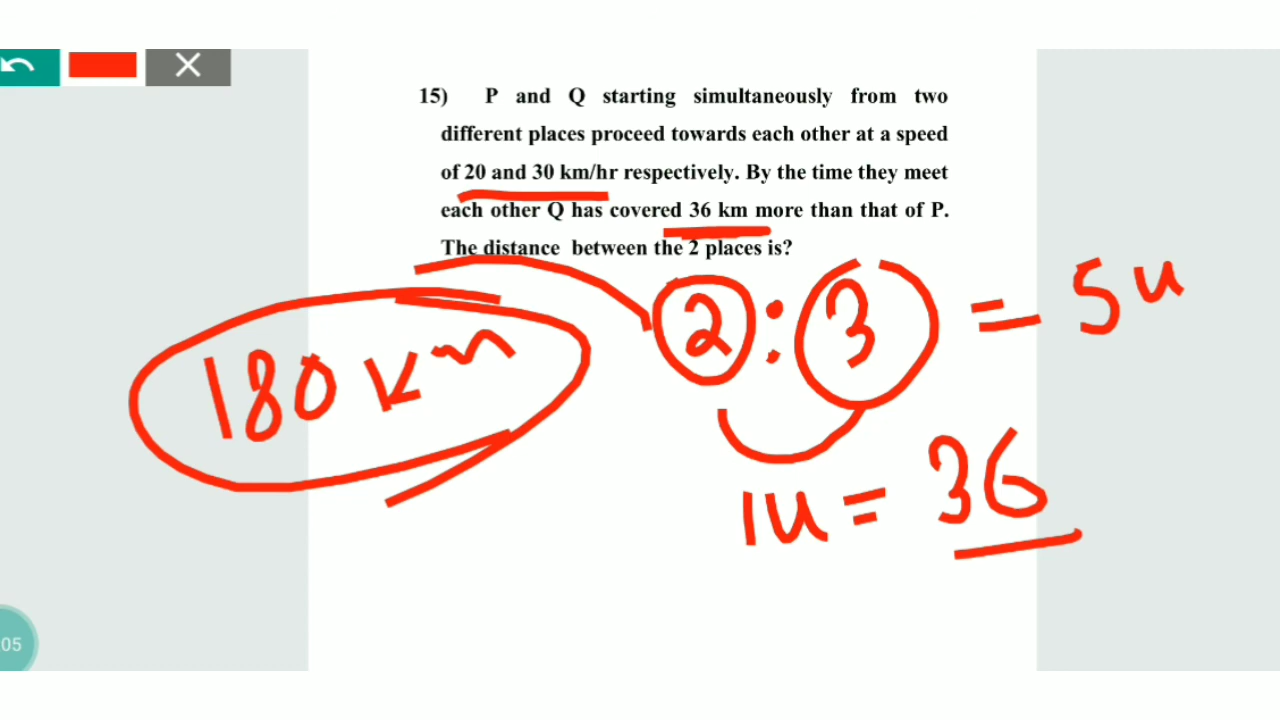 15) P and Q starting simultaneously from two
different places proceed towards each other at a speed
of 20 and 30 km/hr respectively. By the time they meet
each other Q has covered 36 km more than that of P.
The distance between the 2 places is?
2 : 3 = 5u
180 km
1u = 36
05